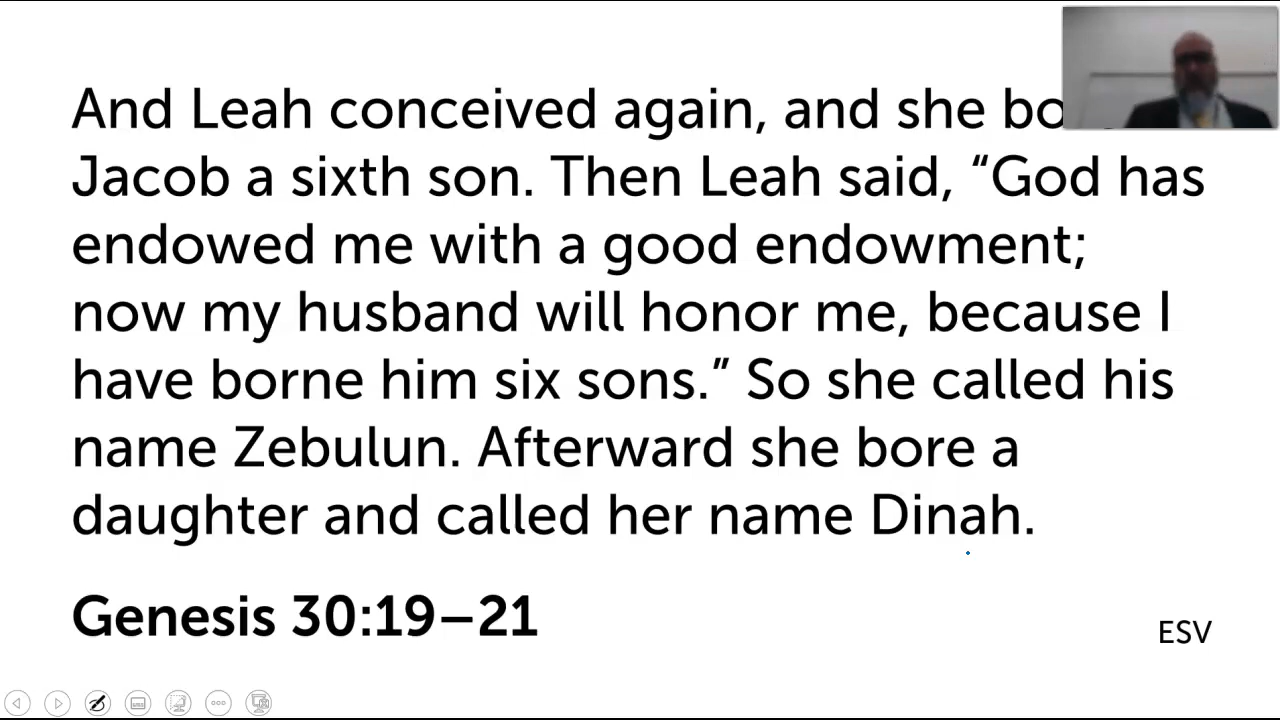 And Leah conceived again, and she
Jacob a sixth son. Then Leah said, “God has
endowed me with a good endowment;
now my husband will honor me, because I
have borne him six sons.” So she called his
name Zebulun. Afterward she bore a
daughter and called her name Dinah.
Genesis 30:19–21
ESV